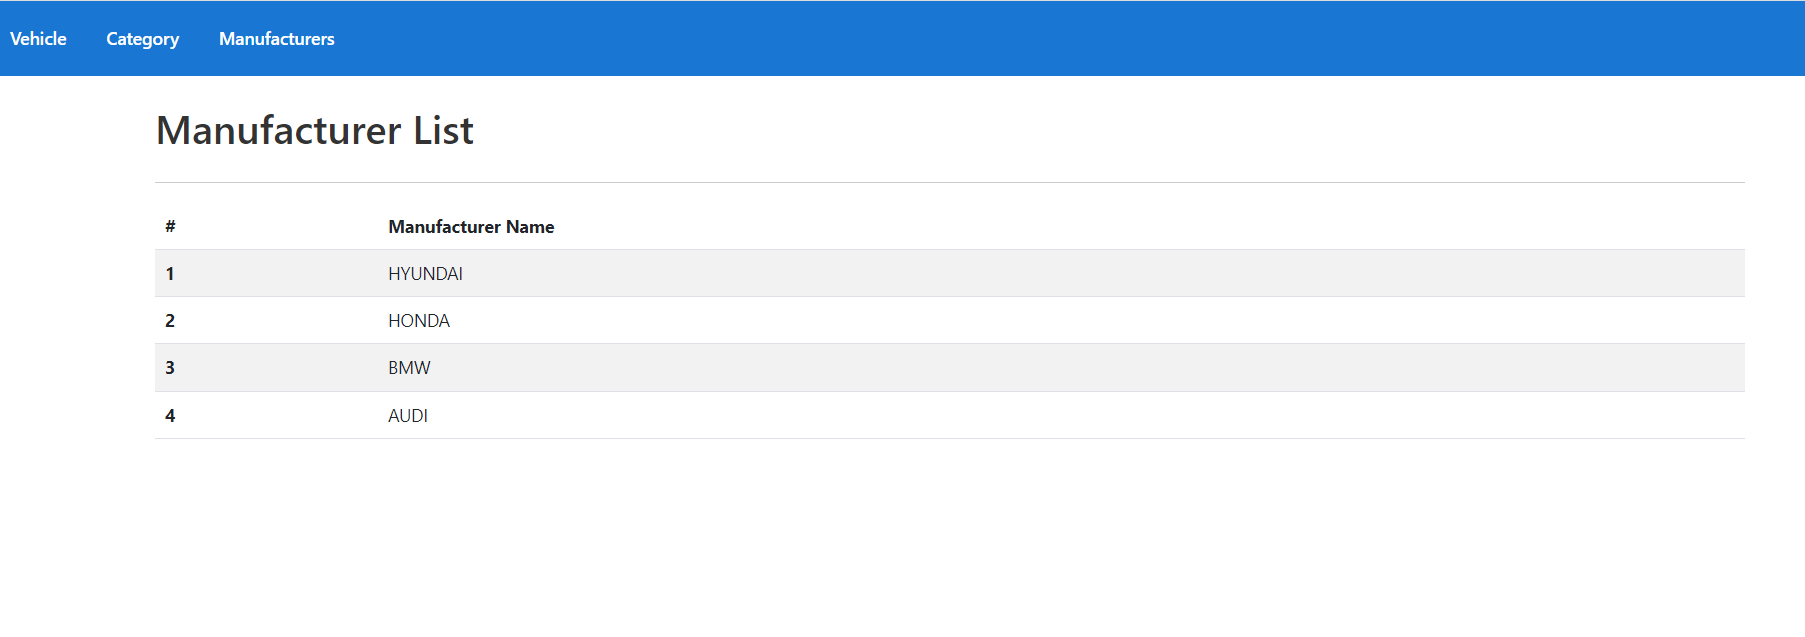 Vehicle Category Manufacturers
Manufacturer List
# Manufacturer Name
1 HYUNDAI
2 HONDA
3 BMW
4 AUDI